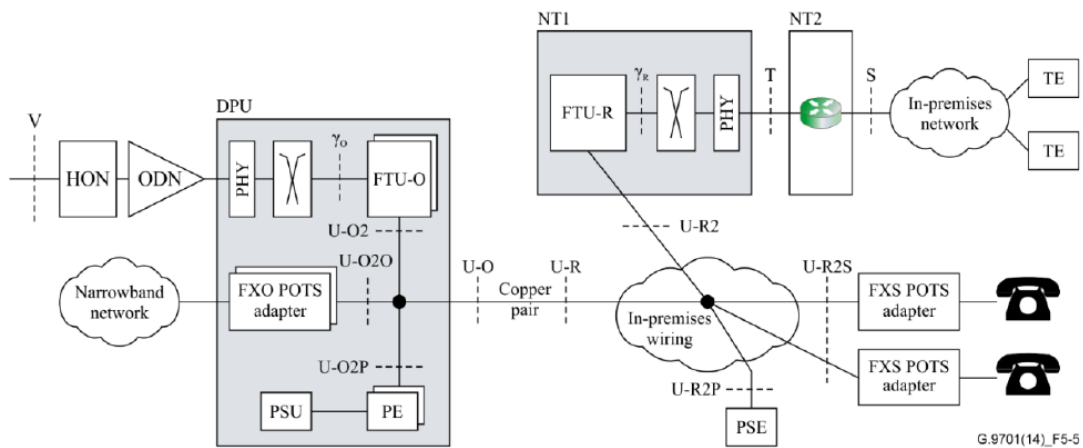 NT1
NT2
FTU-R
γR
PHY
T
S
In-premises
network
TE
TE
DPU
V
HON
ODN
PHY
γO
FTU-O
U-O2
U-R2
Narrowband
network
FXO POTS
adapter
U-O2O
U-O
Copper
pair
U-R
In-premises
wiring
U-R2S
FXS POTS
adapter
FXS POTS
adapter
U-O2P
PSU
PE
U-R2P
PSE
G.9701(14)_F5-5